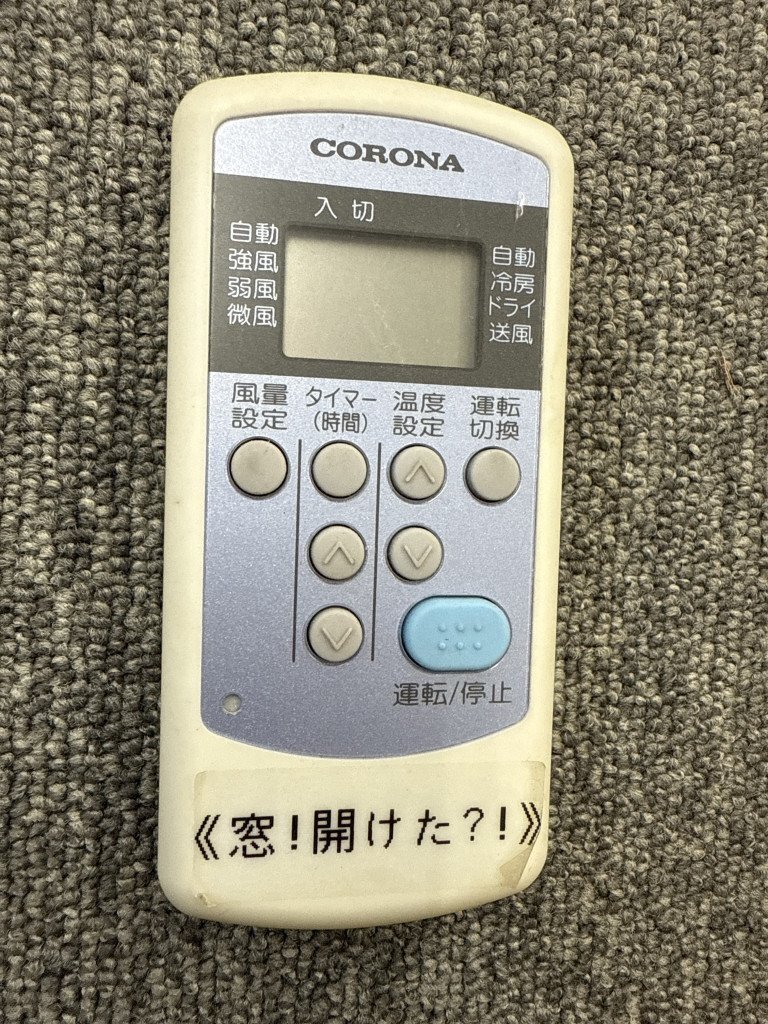 CORONA
入 切
自動
強風
弱風
微風
自動
冷房
ドライ
送風
風量
設定
タイマー
(時間)
温度
設定
運転
切換
運転/停止
《窓!開けた?!》